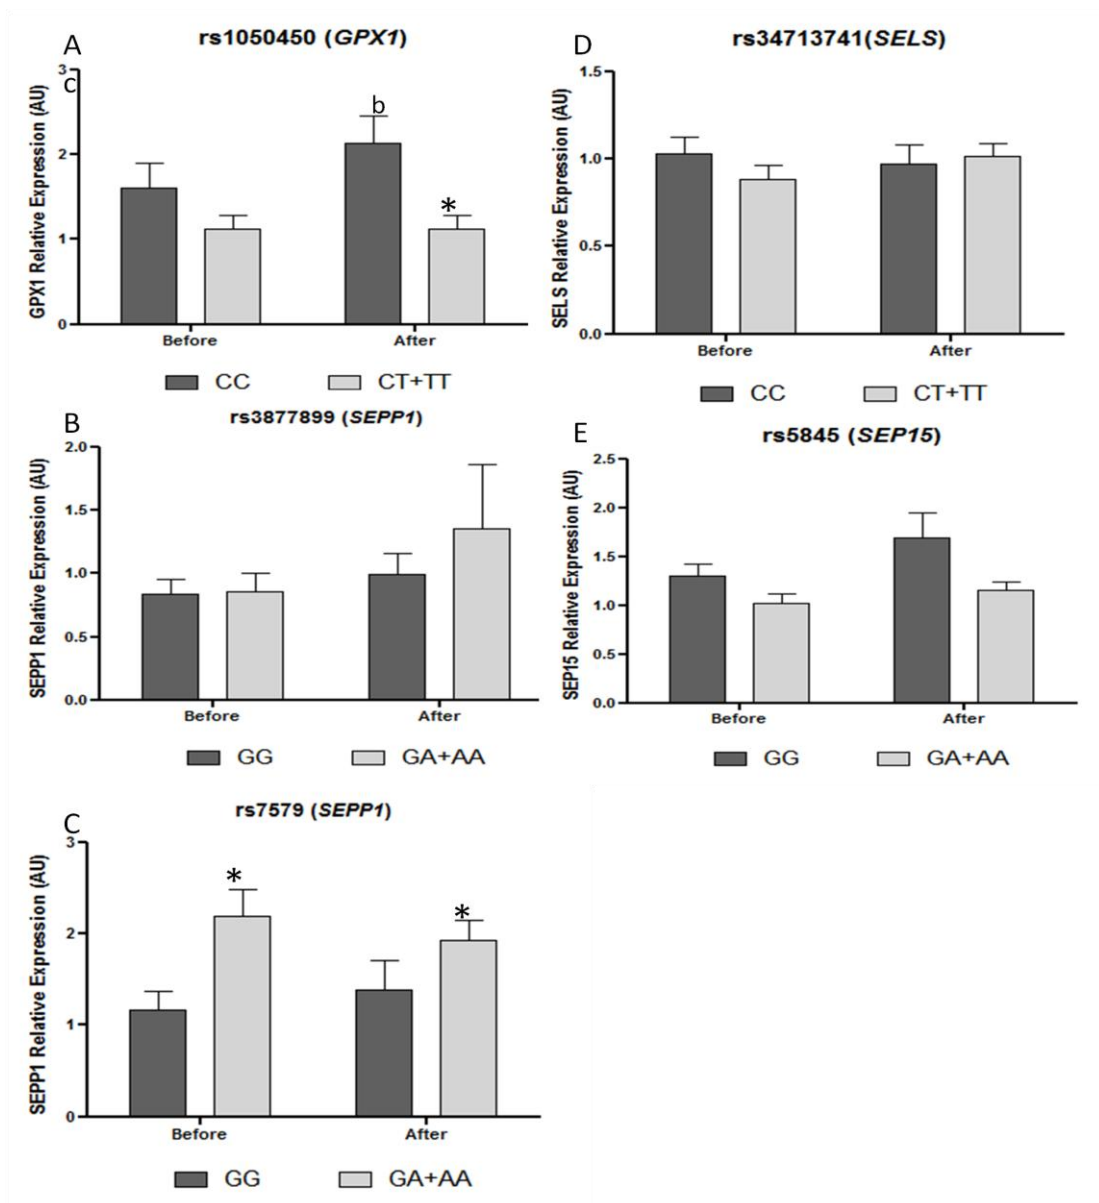 A
rs1050450 (GPX1)
C
GPX1 Relative Expression (AU)
3
2
1
0
b
*
Before After
CC CT+TT
D
rs34713741(SELS)
SELS Relative Expression (AU)
1.5
1.0
0.5
0.0
Before After
CC CT+TT
B
rs3877899 (SEPP1)
SEPP1 Relative Expression (AU)
2.0
1.5
1.0
0.5
0.0
Before After
GG GA+AA
E
rs5845 (SEP15)
SEP15 Relative Expression (AU)
2.5
2.0
1.5
1.0
0.5
0.0
Before After
GG GA+AA
C
rs7579 (SEPP1)
SEPP1 Relative Expression (AU)
3
2
1
0
*
*
Before After
GG GA+AA